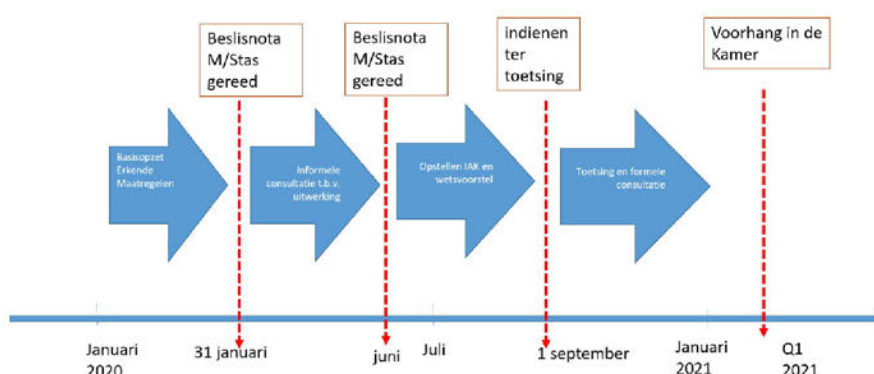 Beslisnota
M/Stas
gereed
Beslisnota
M/Stas
gereed
indienen
ter
toetsing
Voorhang in de
Kamer
Basisopzet
Erkende
Maatregelen
Informele
consultatie t.b.v.
uitwerking
Opstellen IAK en
wetsvoorstel
Toetsing en formele
consultatie
Januari
2020
31 januari
juni
Juli
1 september
Januari
2021
Q1
2021